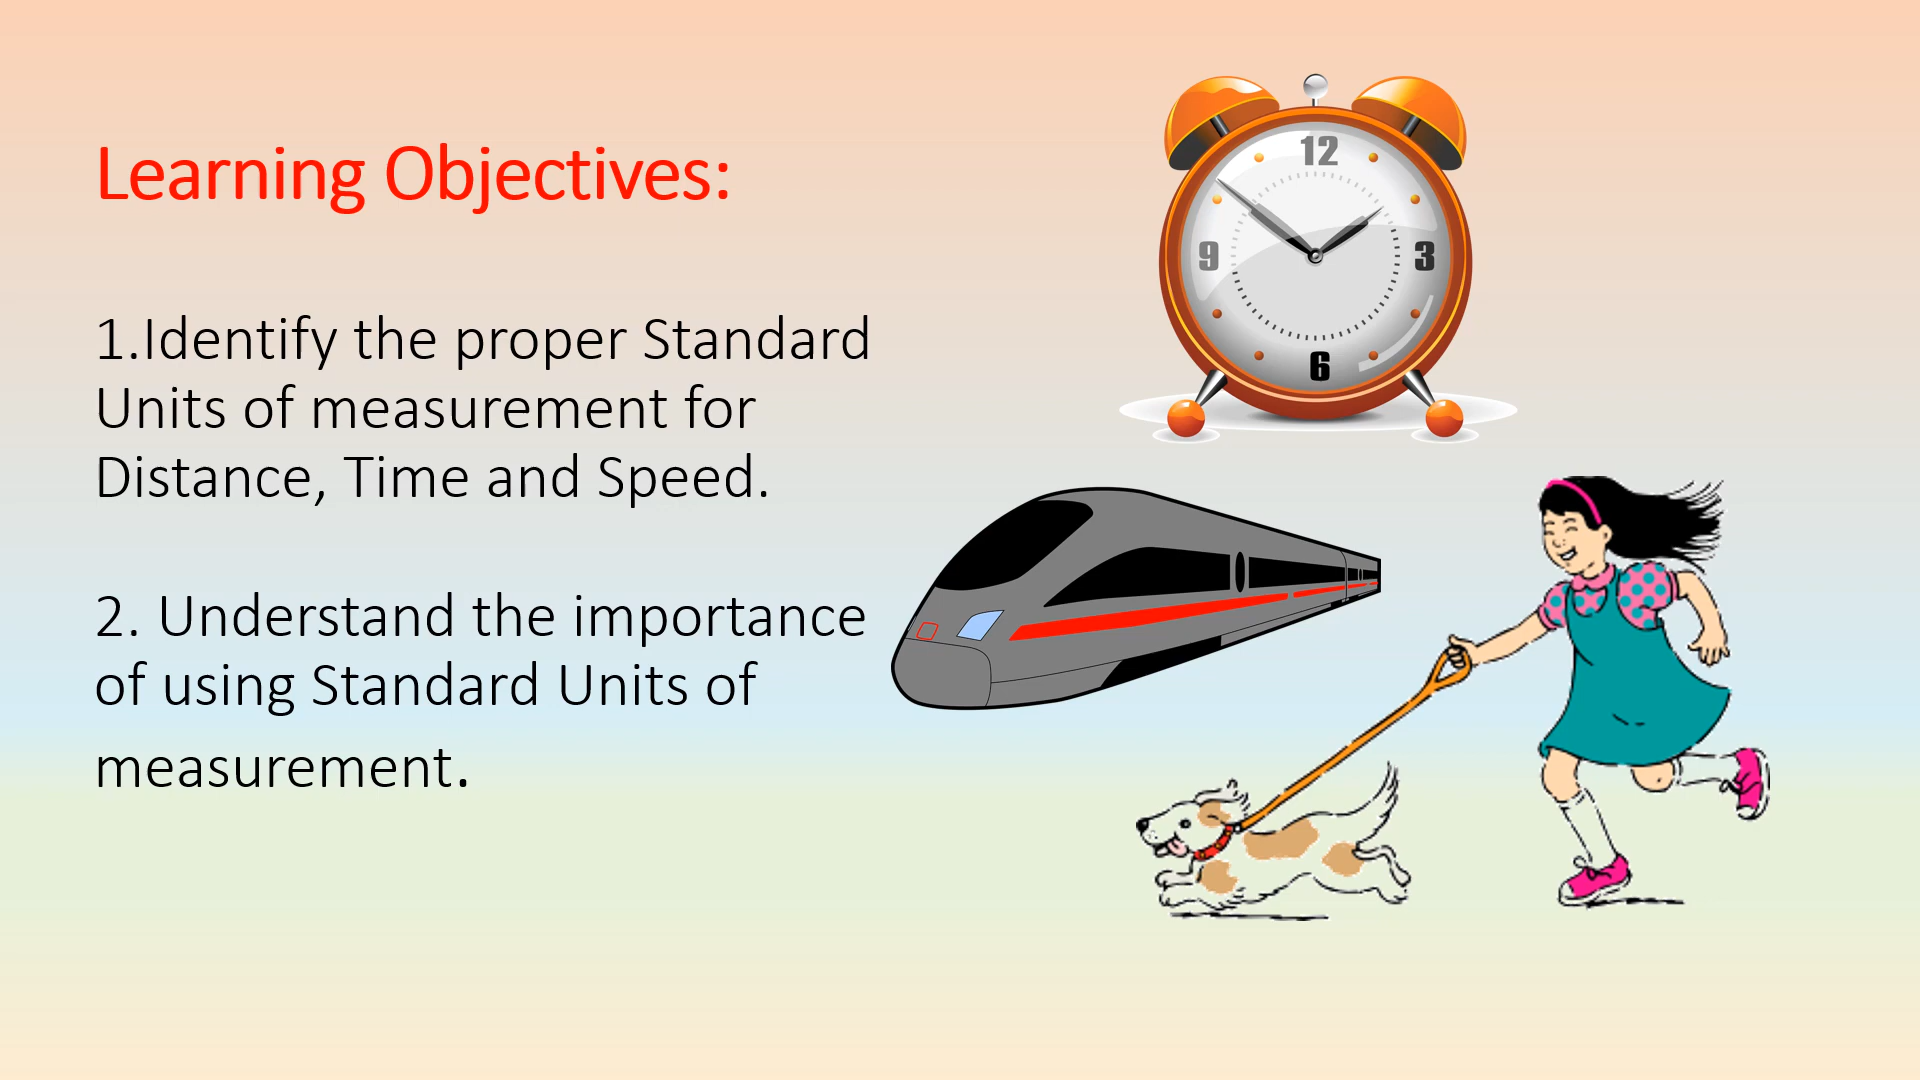 Learning Objectives:
1.Identify the proper Standard
Units of measurement for
Distance, Time and Speed.
2. Understand the importance
of using Standard Units of
measurement.
12
9
3
6